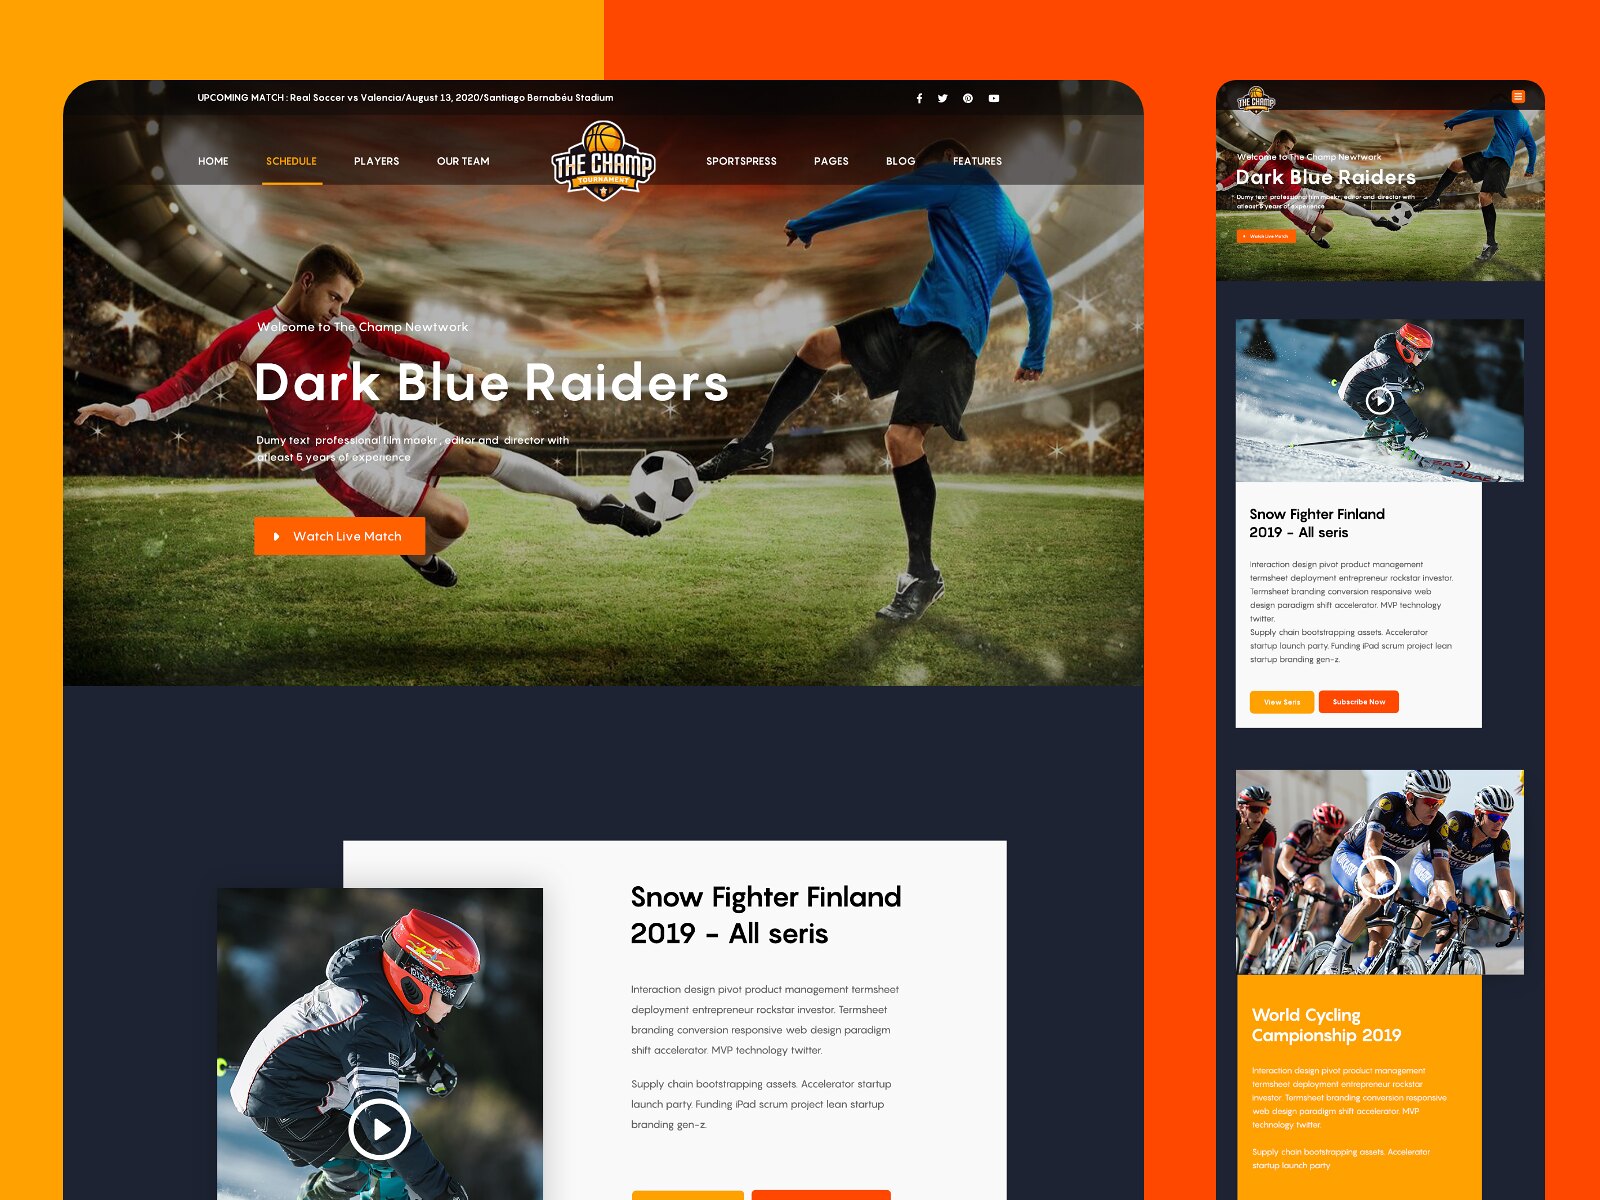 UPCOMING MATCH : Real Soccer vs Valencia/August 13, 2020/Santiago Bernabéu Stadium
HOME
SCHEDULE
PLAYERS
OUR TEAM
THE CHAMP
TOURNAMENT
SPORTSPRESS
PAGES
BLOG
FEATURES
Welcome to The Champ Newtwork
Dark Blue Raiders
Dumy text professional film maekr , editor and director with
atleast 5 years of experience
Watch Live Match
Snow Fighter Finland
2019 - All seris
Interaction design pivot product management termsheet
deployment entrepreneur rockstar investor. Termsheet
branding conversion responsive web design paradigm
shift accelerator. MVP technology twitter.
Supply chain bootstrapping assets. Accelerator startup
launch party. Funding iPad scrum project lean startup
branding gen-z.
THE CHAMP
Welcome to The Champ Newtwork
Dark Blue Raiders
Dumy text professional film maekr , editor and director with
atleast 5 years of experience
Watch Live Match
HEAD
Snow Fighter Finland
2019 - All seris
Interaction design pivot product management
termsheet deployment entrepreneur rockstar investor.
Termsheet branding conversion responsive web
design paradigm shift accelerator. MVP technology
twitter.
Supply chain bootstrapping assets. Accelerator
startup launch party. Funding iPad scrum project lean
startup branding gen-z.
View Seris
Subscribe Now
etixx
World Cycling
Campionship 2019
Interaction design pivot product management
termsheet deployment entrepreneur rockstar
investor. Termsheet branding conversion responsive
web design paradigm shift accelerator. MVP
technology twitter.
Supply chain bootstrapping assets. Accelerator
startup launch party